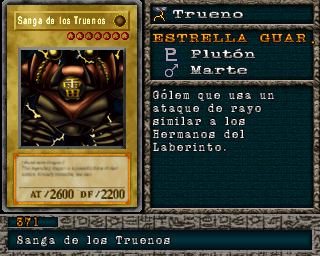 Sanga de los Truenos
雷
AT/2600 DF/2200
Trueno
ESTRELLA GUAR.
Plutón
Marte
Gólem que usa un
ataque de rayo
similar a los
Hermanos del
Laberinto.
371
Sanga de los Truenos